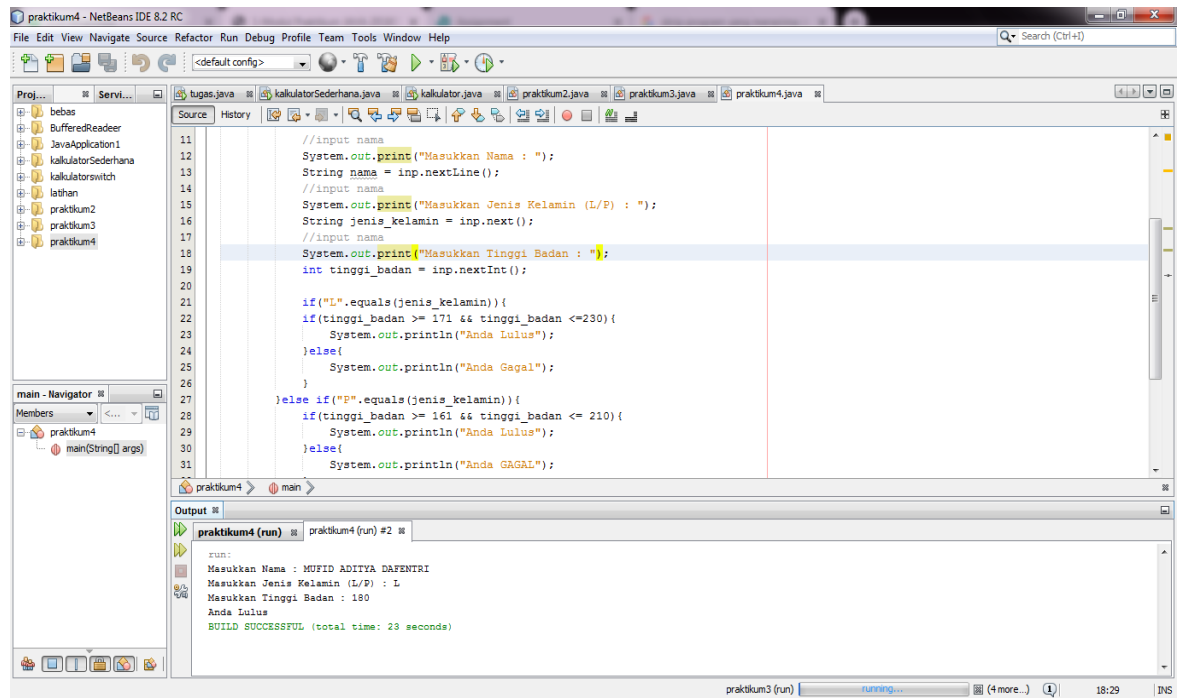 praktikum4 - NetBeans IDE 8.2 RC
File Edit View Navigate Source Refactor Run Debug Profile Team Tools Window Help
Search (Ctrl+I)
<default config>
Proj... Servi...
bebas
BufferedReadeer
JavaApplication1
kalkulatorSederhana
kalkulatorswitch
latihan
praktikum2
praktikum3
praktikum4
main - Navigator
Members <...
praktikum4
main(String[] args)
tugas.java kalkulatorSederhana.java kalkulator.java praktikum2.java praktikum3.java praktikum4.java
Source History
11 //input nama
12 System.out.print("Masukkan Nama : ");
13 String nama = inp.nextLine();
14 //input nama
15 System.out.print("Masukkan Jenis Kelamin (L/P) : ");
16 String jenis_kelamin = inp.next();
17 //input nama
18 System.out.print("Masukkan Tinggi Badan : ");
19 int tinggi_badan = inp.nextInt();
20
21 if("L".equals(jenis_kelamin)){
22 if(tinggi_badan >= 171 && tinggi_badan <=230){
23 System.out.println("Anda Lulus");
24 }else{
25 System.out.println("Anda Gagal");
26 }
27 }else if("P".equals(jenis_kelamin)){
28 if(tinggi_badan >= 161 && tinggi_badan <= 210){
29 System.out.println("Anda Lulus");
30 }else{
31 System.out.println("Anda GAGAL");
praktikum4 main
Output
praktikum4 (run) praktikum4 (run) #2
run:
Masukkan Nama : MUFID ADITYA DAFENTRI
Masukkan Jenis Kelamin (L/P) : L
Masukkan Tinggi Badan : 180
Anda Lulus
BUILD SUCCESSFUL (total time: 23 seconds)
praktikum3 (run) running... (4 more...) 1 18:29 INS